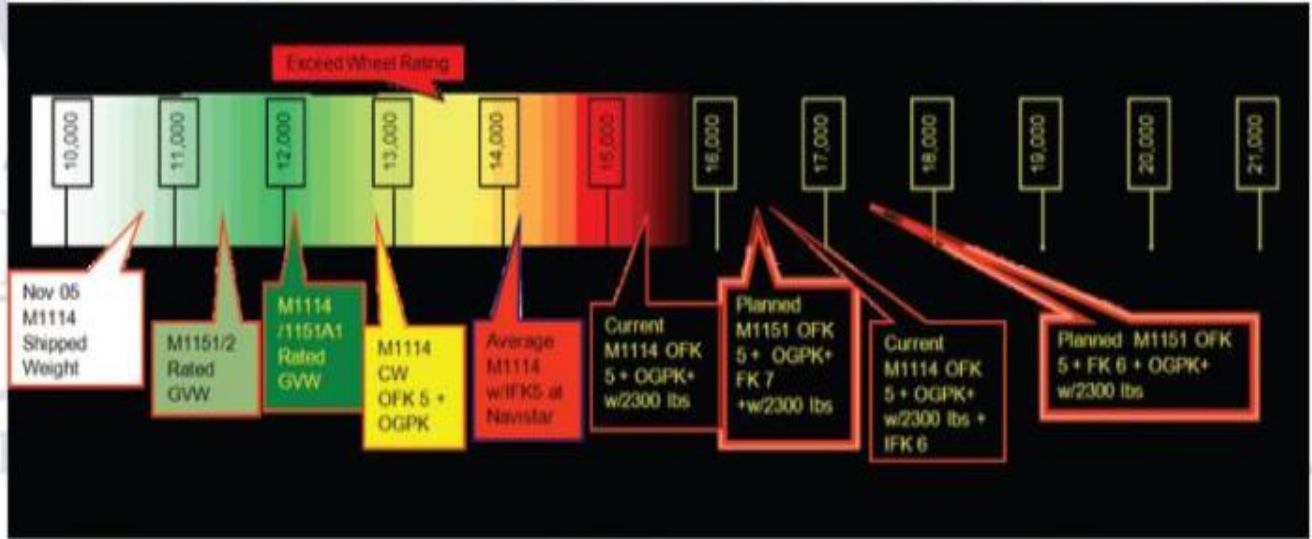 Exceed Wheel Rating
10,000
11,000
12,000
13,000
14,000
15,000
16,000
17,000
18,000
19,000
20,000
21,000
Nov 05
M1114
Shipped
Weight
M1151/2
Rated
GVW
M1114
/1151A1
Rated
GVW
M1114
CW
OFK 5 +
OGPK
Average
M1114
w/IFK5 at
Navistar
Current
M1114 OFK
5 + OGPK+
w/2300 lbs
Planned
M1151 OFK
5 + OGPK+
FK 7
+w/2300 lbs
Current
M1114 OFK
5 + OGPK+
w/2300 lbs +
IFK 6
Planned M1151 OFK
5 + FK 6 + OGPK+
w/2300 lbs